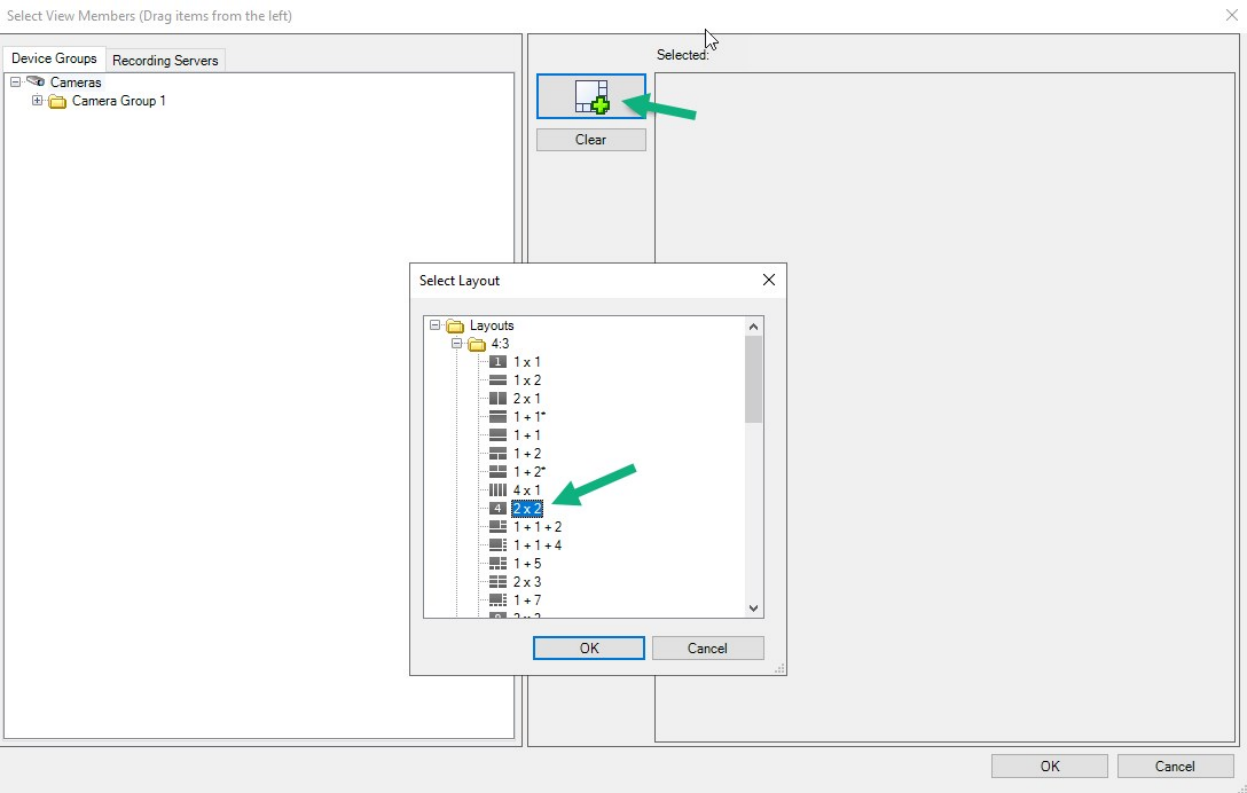 Select View Members (Drag items from the left)
Device Groups
Recording Servers
Cameras
Camera Group 1
Selected:
Clear
Select Layout
Layouts
4:3
1 1 x 1
1 x 2
2 x 1
1 + 1*
1 + 1
1 + 2
1 + 2*
4 x 1
4 2 x 2
1 + 1 + 2
1 + 1 + 4
1 + 5
2 x 3
1 + 7
OK
Cancel
OK
Cancel